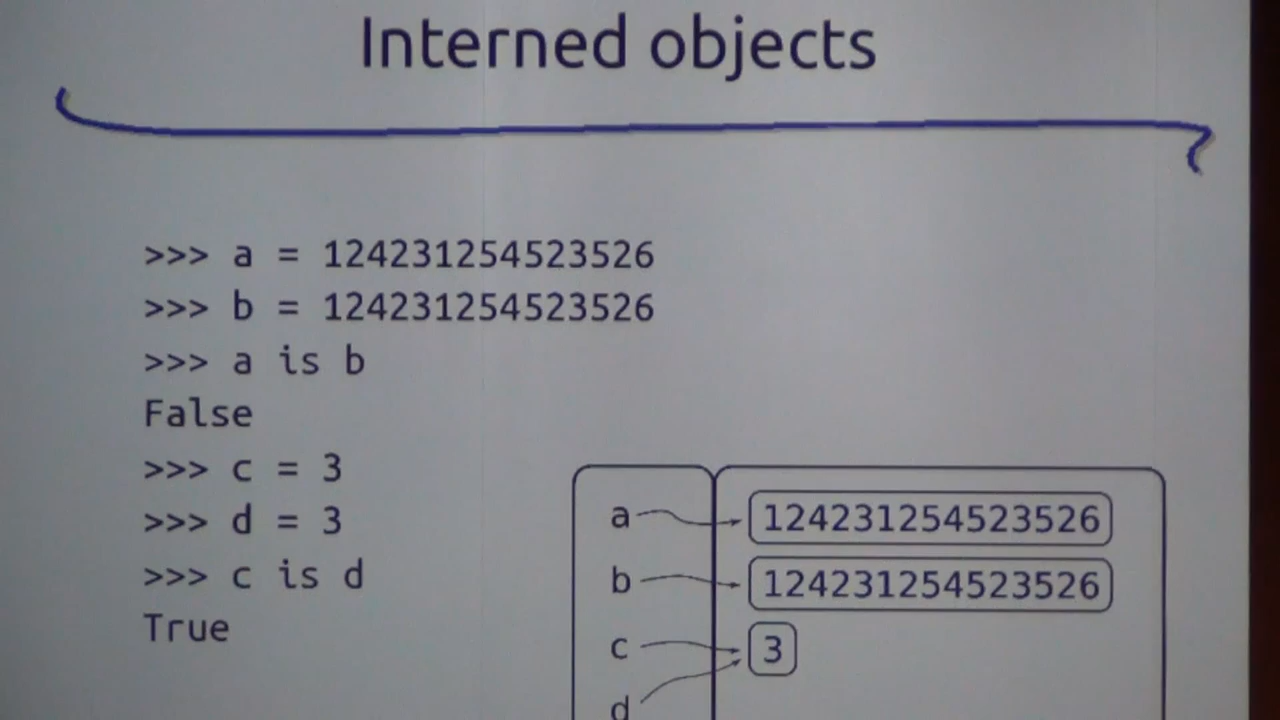 Interned objects
>>> a = 124231254523526
>>> b = 124231254523526
>>> a is b
False
>>> c = 3
>>> d = 3
>>> c is d
True
a 124231254523526
b 124231254523526
c 3
d